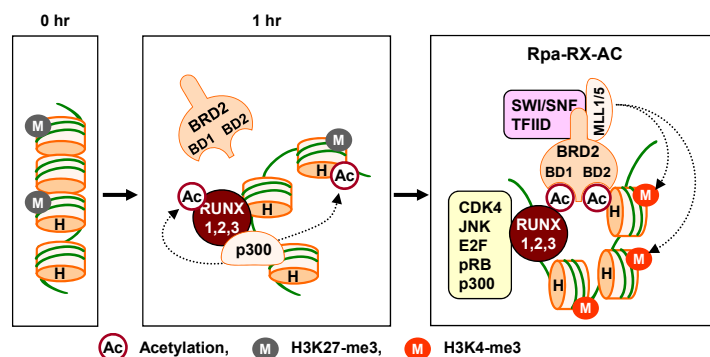 0 hr
1 hr
M
M
H
H
BRD2
BD1 BD2
M
H
Ac
Ac
H
RUNX
1,2,3
p300
H
Rpa-RX-AC
SWI/SNF
TFIID
MLL1/5
BRD2
BD1 BD2
Ac
Ac
M
H
CDK4
JNK
E2F
pRB
p300
RUNX
1,2,3
M
H
H
M
Ac Acetylation, M H3K27-me3, M H3K4-me3